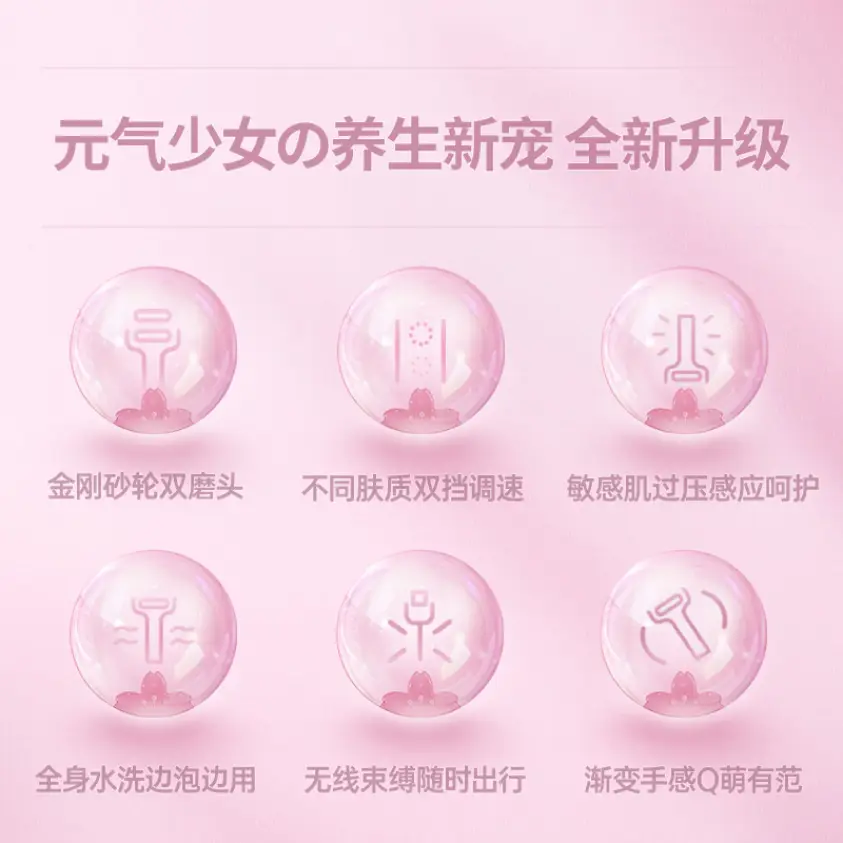 元气少女の养生新宠 全新升级
金刚砂轮双磨头
不同肤质双挡调速
敏感肌过压感应呵护
全身水洗边泡边用
无线束缚随时出行
渐变手感Q萌有范